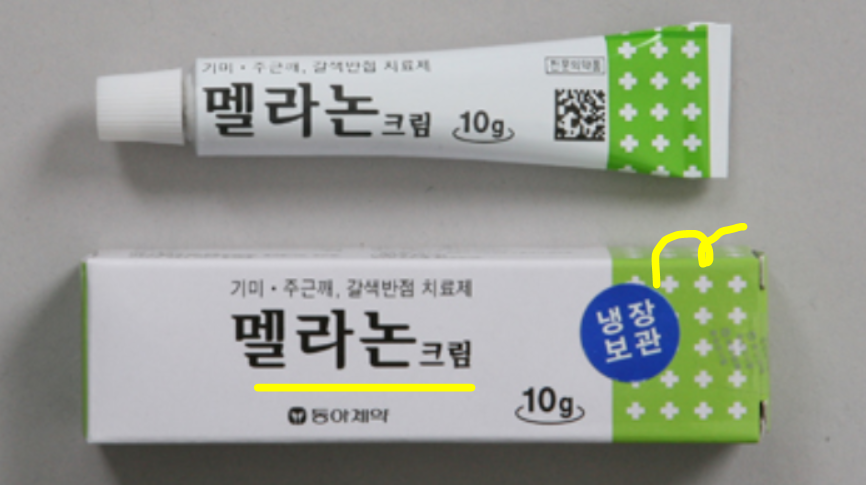 기미·주근깨, 갈색반점 치료제
전문의약품
멜라논크림 10g
기미·주근깨, 갈색반점 치료제
멜라논크림
냉장
보관
동아제약
10g